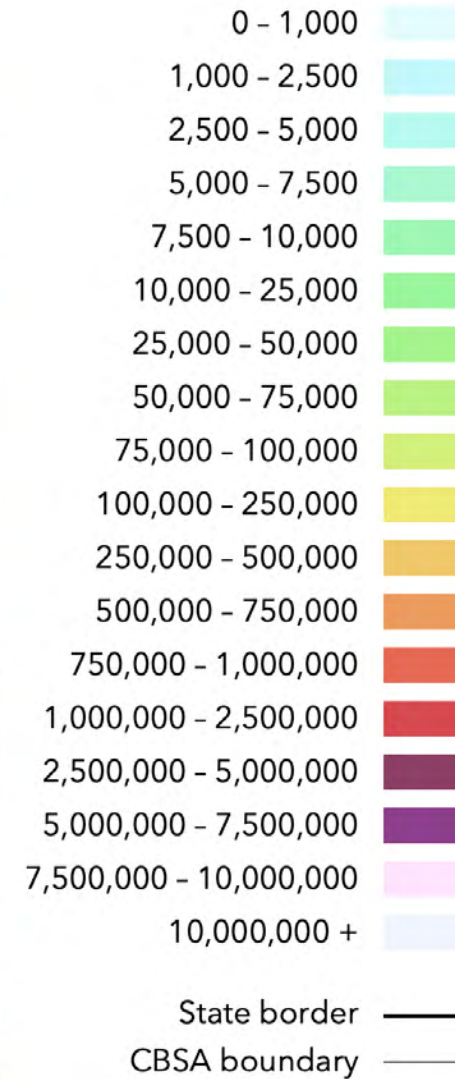 0 – 1,000
1,000 – 2,500
2,500 – 5,000
5,000 – 7,500
7,500 – 10,000
10,000 – 25,000
25,000 – 50,000
50,000 – 75,000
75,000 – 100,000
100,000 – 250,000
250,000 – 500,000
500,000 – 750,000
750,000 – 1,000,000
1,000,000 – 2,500,000
2,500,000 – 5,000,000
5,000,000 – 7,500,000
7,500,000 – 10,000,000
10,000,000 +
State border
CBSA boundary